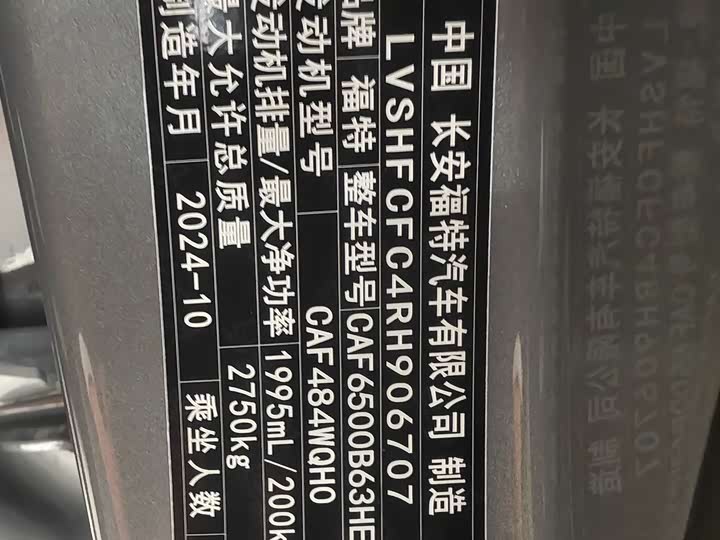 中国 长安福特汽车有限公司 制造
LVSHFCFC4RH906707
品牌 福特 整车型号 CAF6500B63HE
发动机型号 CAF484WQH0
发动机排量/最大净功率 1995mL/200k
最大允许总质量 2750kg
制造年月 2024-10 乘坐人数